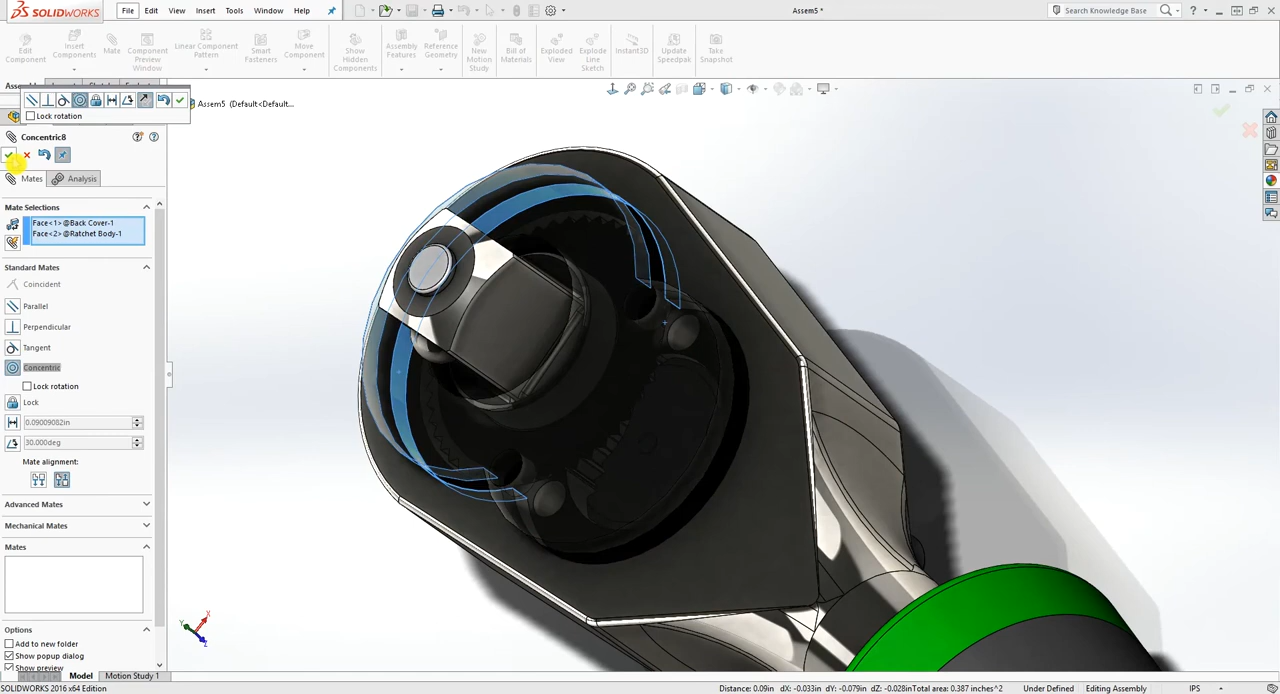 SOLIDWORKS
File Edit View Insert Tools Window Help
Assem5 *
Search Knowledge Base
Edit Component
Insert Components
Mate
Component Preview Window
Linear Component Pattern
Smart Fasteners
Move Component
Show Hidden Components
Assembly Features
Reference Geometry
New Motion Study
Bill of Materials
Exploded View
Explode Line Sketch
Instant3D
Update Speedpak
Take Snapshot
Lock rotation
Assem5 (Default<Default...
Concentric8
Mates
Analysis
Mate Selections
Face<1>@Back Cover-1
Face<2>@Ratchet Body-1
Standard Mates
Coincident
Parallel
Perpendicular
Tangent
Concentric
Lock rotation
Lock
0.09009082in
30.000deg
Mate alignment:
Advanced Mates
Mechanical Mates
Mates
Options
Add to new folder
Show popup dialog
Show preview
Model
Motion Study 1
SOLIDWORKS 2016 x64 Edition
Distance: 0.09in dX: -0.033in dY: -0.079in dZ: -0.028inTotal area: 0.387 inches^2
Under Defined
Editing Assembly
IPS
X
Y
Z